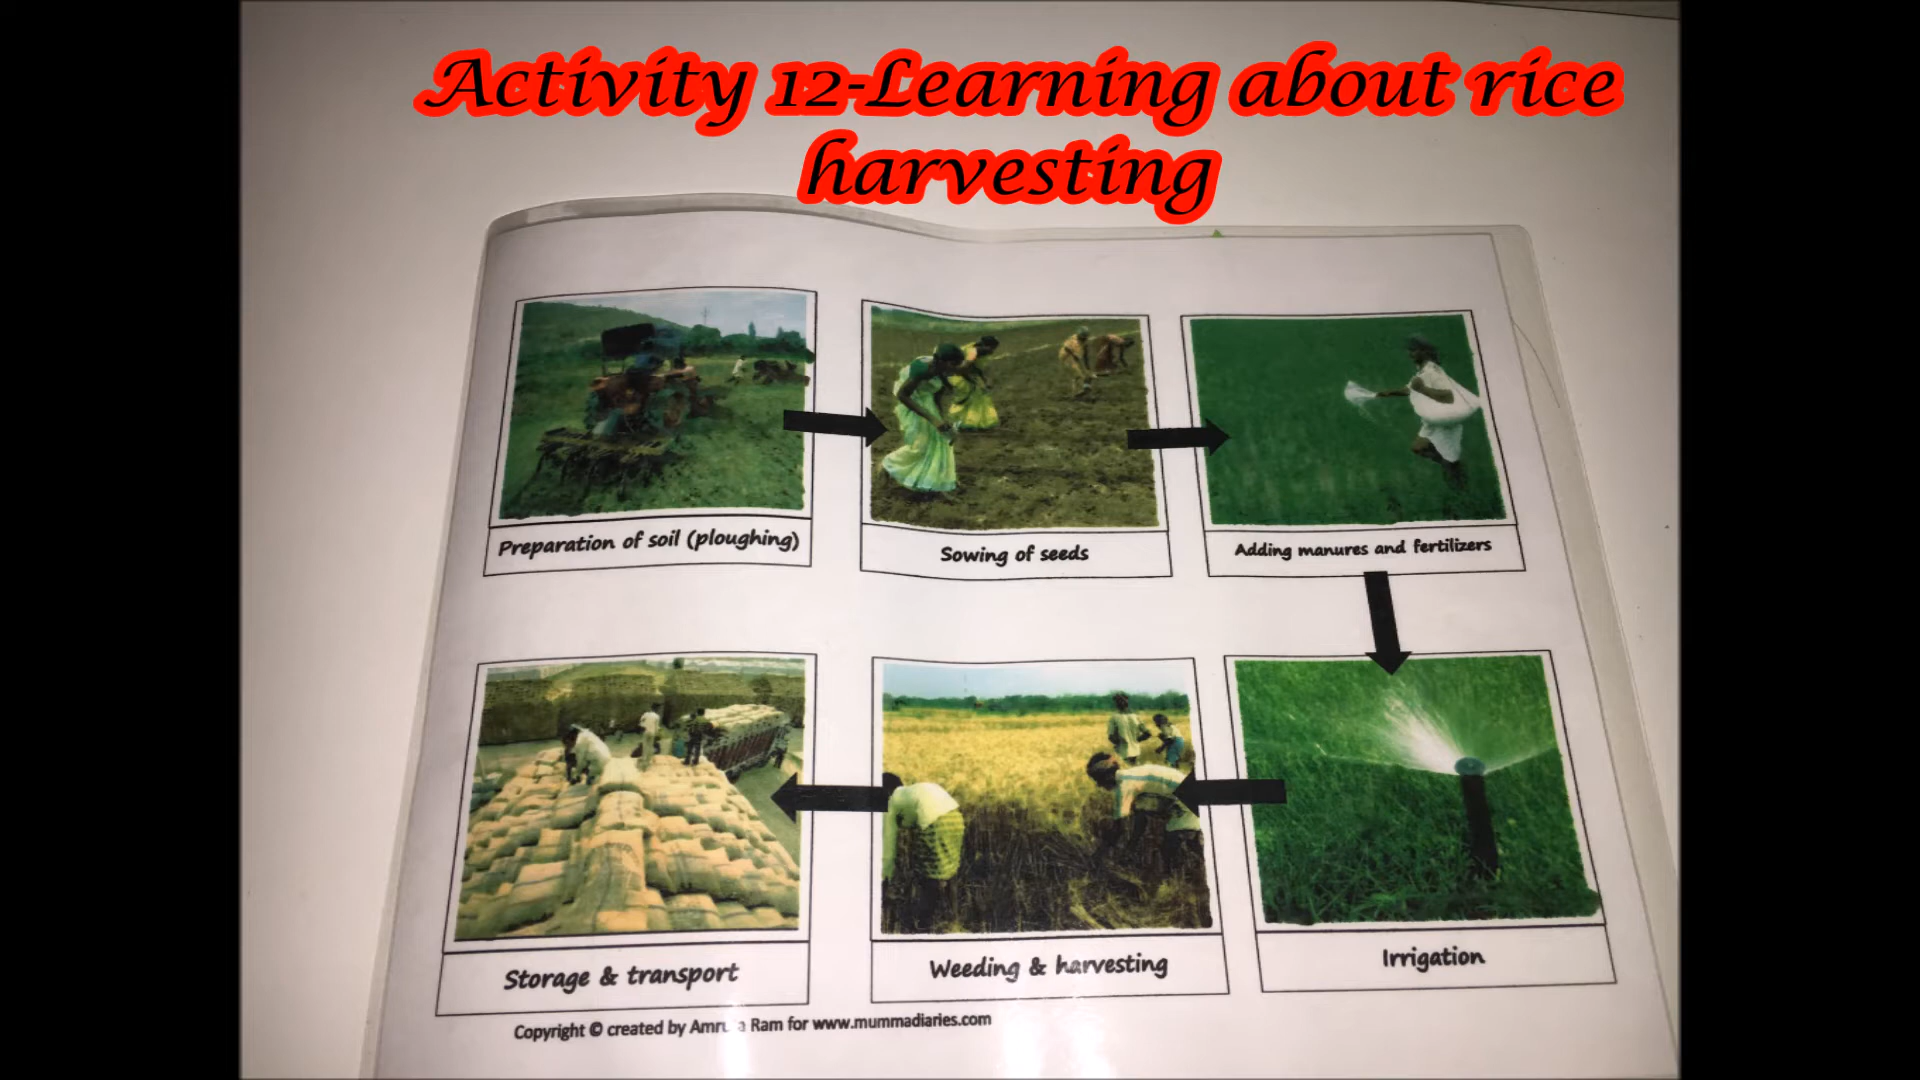 Activity 12-Learning about rice
harvesting
Preparation of soil (ploughing)
Sowing of seeds
Adding manures and fertilizers
Storage & transport
Weeding & harvesting
Irrigation
Copyright © created by Ram for www.mummadiaries.com